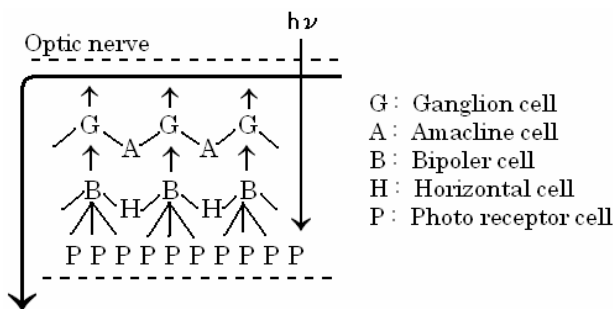 hν
Optic nerve
G G G
A A
B B B
H H
P P P P P P P P P P
G : Ganglion cell
A : Amacline cell
B : Bipoler cell
H : Horizontal cell
P : Photo receptor cell